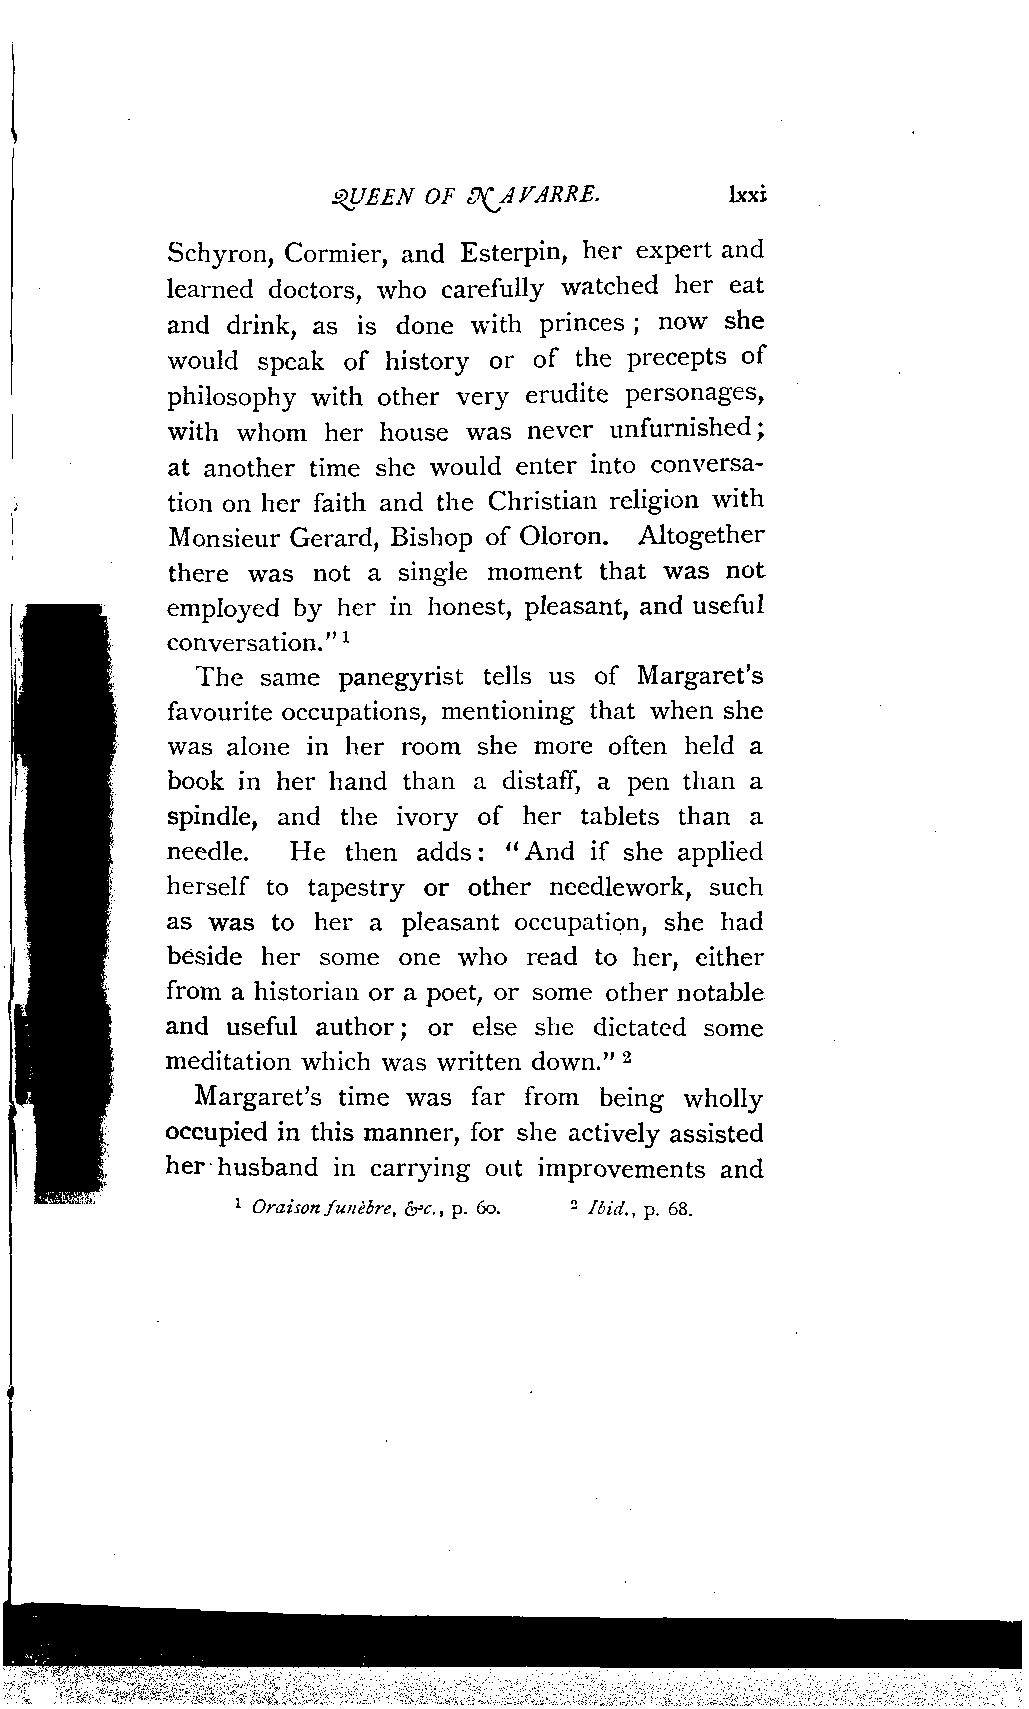 QUEEN OF NAVARRE. lxxi
Schyron, Cormier, and Esterpin, her expert and
learned doctors, who carefully watched her eat
and drink, as is done with princes; now she
would speak of history or of the precepts of
philosophy with other very erudite personages,
with whom her house was never unfurnished;
at another time she would enter into conversa-
tion on her faith and the Christian religion with
Monsieur Gerard, Bishop of Oloron. Altogether
there was not a single moment that was not
employed by her in honest, pleasant, and useful
conversation." ¹
The same panegyrist tells us of Margaret's
favourite occupations, mentioning that when she
was alone in her room she more often held a
book in her hand than a distaff, a pen than a
spindle, and the ivory of her tablets than a
needle. He then adds: "And if she applied
herself to tapestry or other needlework, such
as was to her a pleasant occupation, she had
beside her some one who read to her, either
from a historian or a poet, or some other notable
and useful author; or else she dictated some
meditation which was written down." ²
Margaret's time was far from being wholly
occupied in this manner, for she actively assisted
her husband in carrying out improvements and
¹ Oraison funèbre, &c., p. 60. ² Ibid., p. 68.